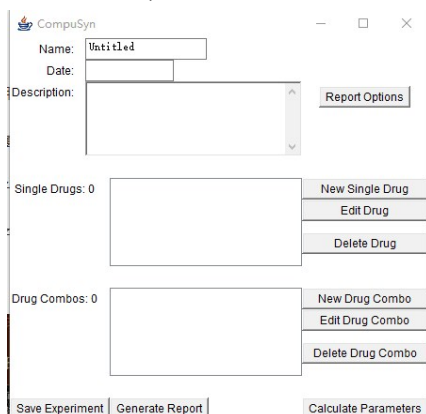 CompuSyn
Name: Untitled
Date:
Description:
Report Options
Single Drugs: 0
New Single Drug
Edit Drug
Delete Drug
Drug Combos: 0
New Drug Combo
Edit Drug Combo
Delete Drug Combo
Save Experiment Generate Report Calculate Parameters